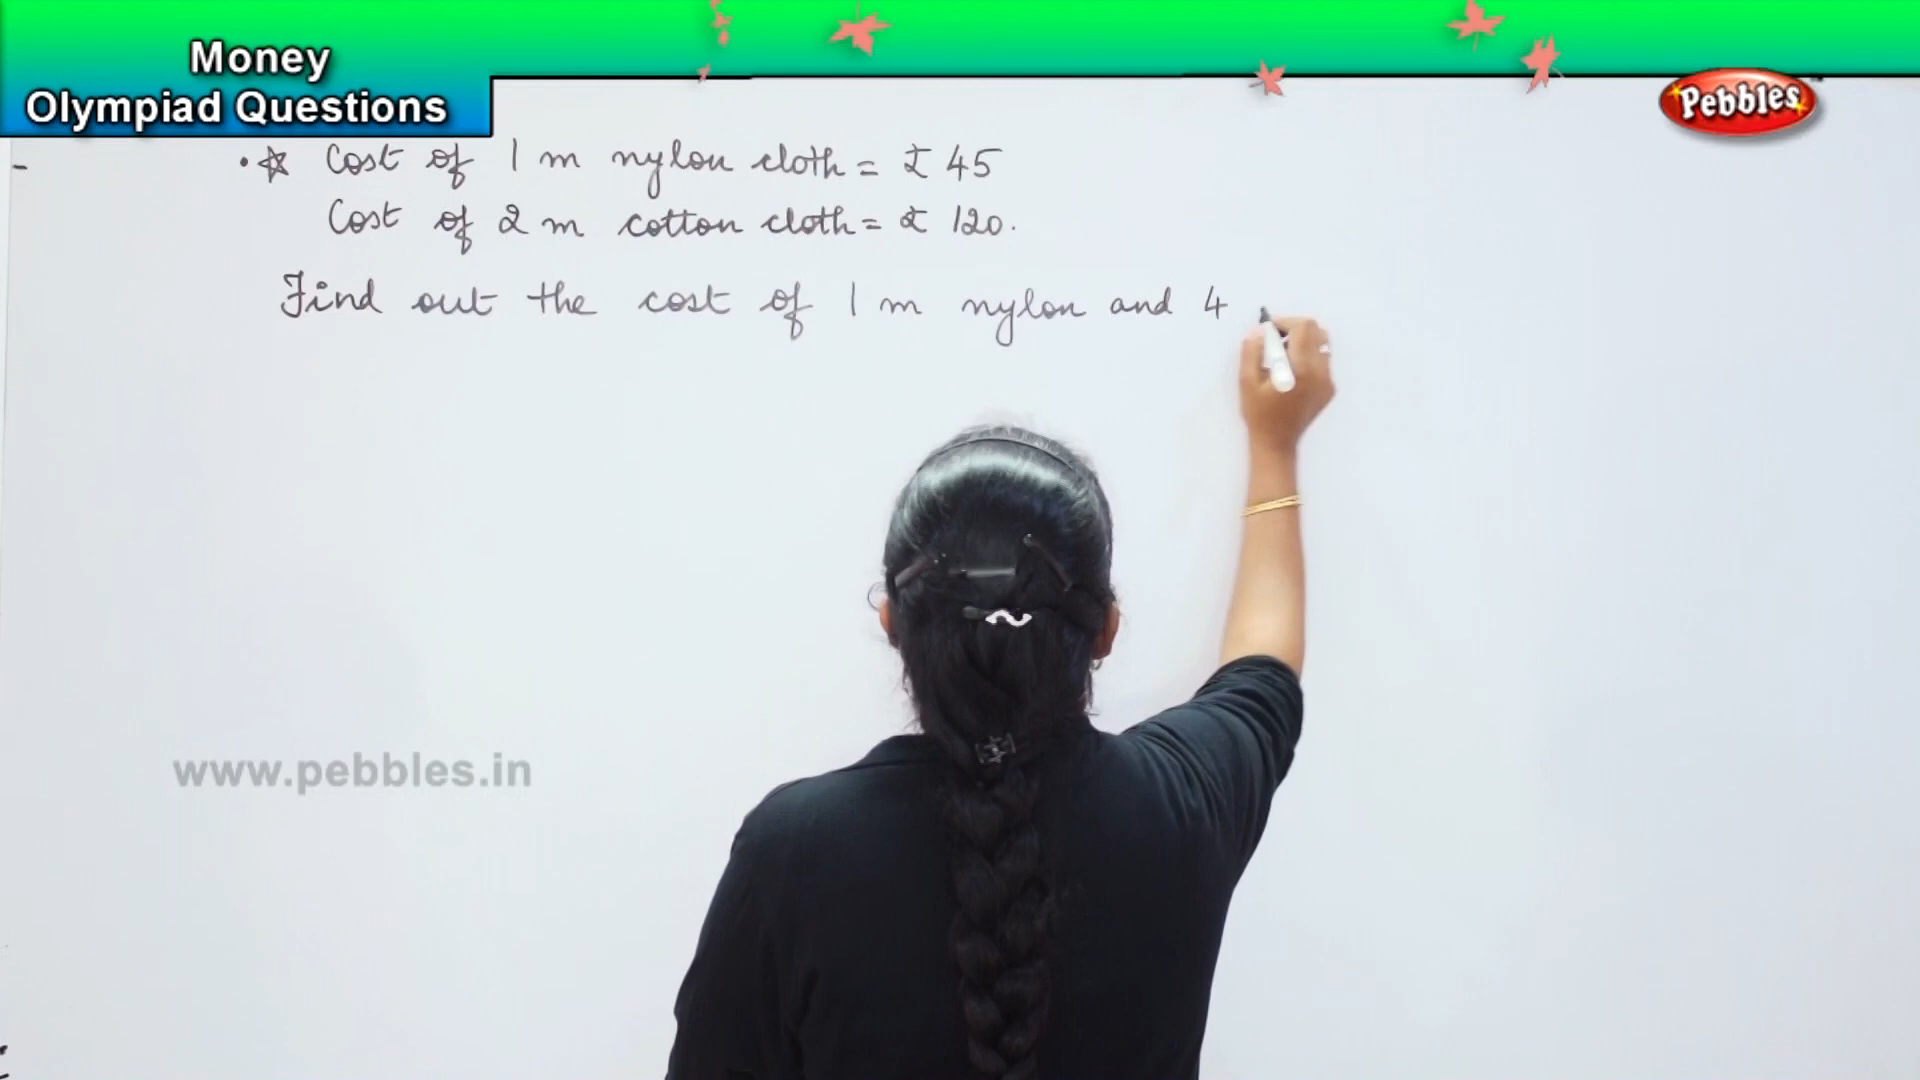 Money
Olympiad Questions
Pebbles
• ☆ Cost of 1 m nylon cloth = ₹ 45
Cost of 2 m cotton cloth = ₹ 120.
Find out the cost of 1 m nylon and 4
www.pebbles.in